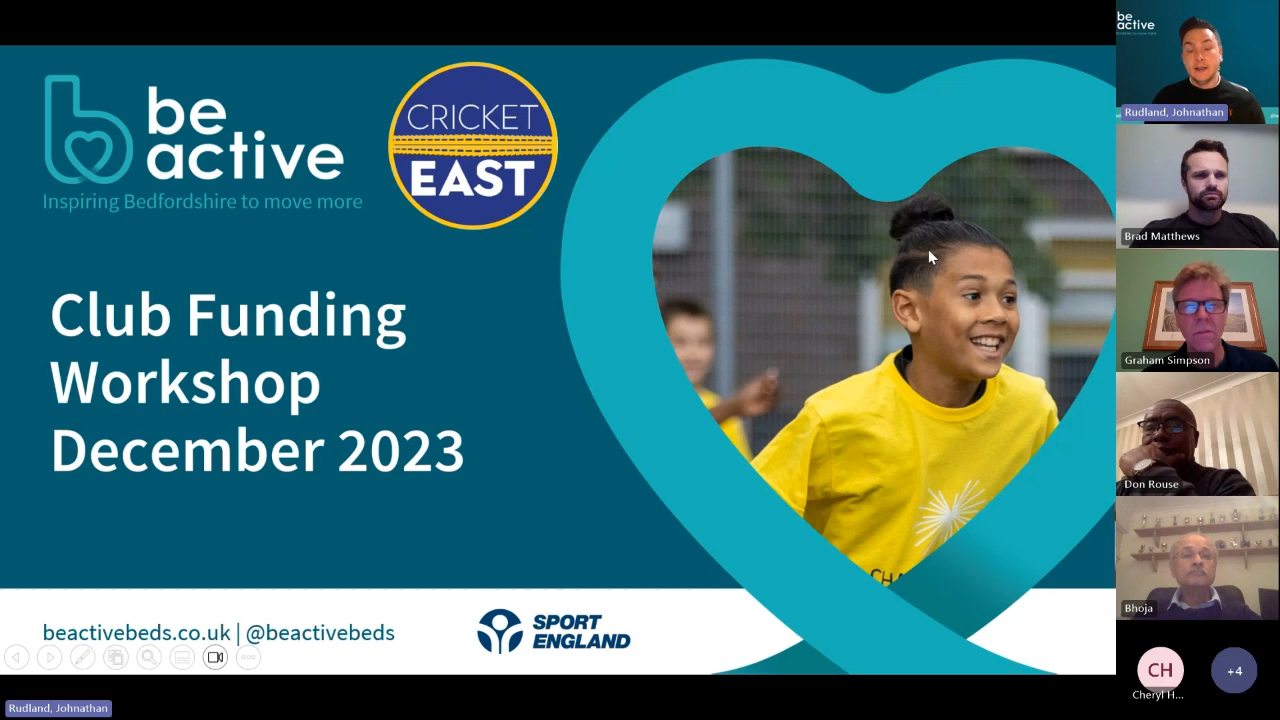 be
active
Inspiring Bedfordshire to move more
CRICKET
EAST
Club Funding
Workshop
December 2023
CHA
beactivebeds.co.uk | @beactivebeds
SPORT
ENGLAND
Rudland, Johnathan
be
active
Rudland, Johnathan
Brad Matthews
Graham Simpson
Don Rouse
Bhoja
CH
+4
Cheryl H...